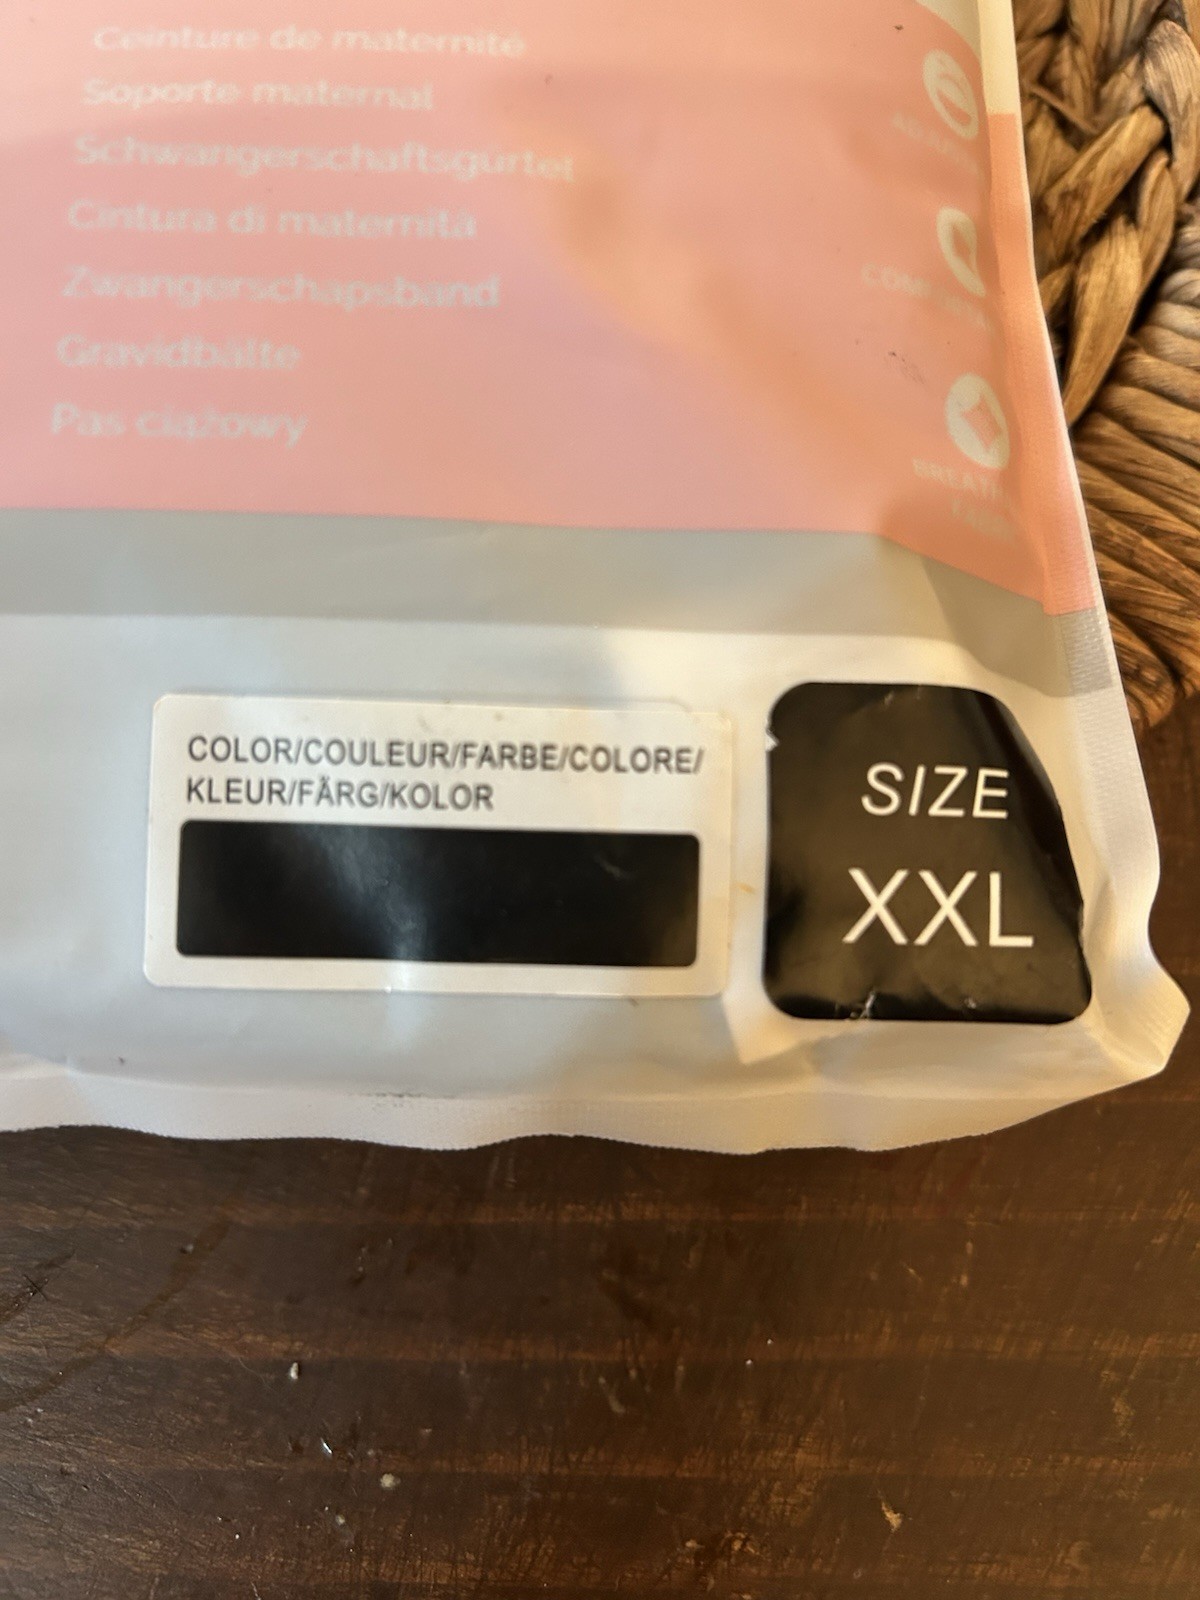 Ceinture de maternité
Soporte maternal
Schwangerschaftsgürtel
Cintura di maternità
Zwangerschapsband
Gravidbälte
Pas ciążowy
BREATH
COLOR/COULEUR/FARBE/COLORE/
KLEUR/FÄRG/KOLOR
SIZE
XXL